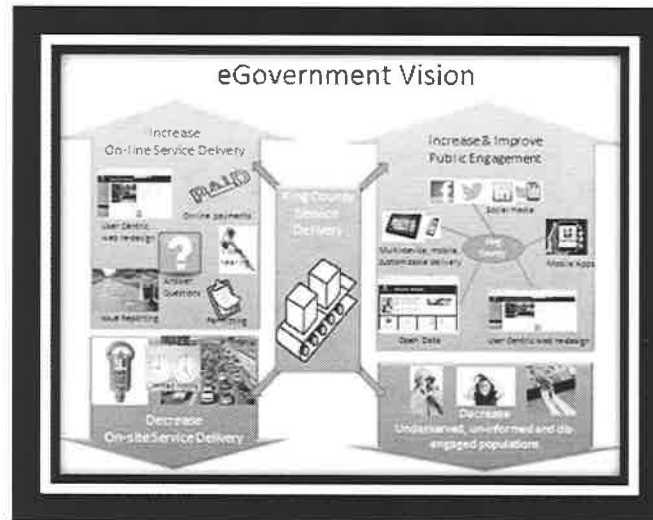 eGovernment Vision
Increase
On-line Service Delivery
PAID
Online payments
User Centric
web redesign
?
Answer
Questions
Issue Reporting
Permitting
Decrease
On-site Service Delivery
King County
Service
Delivery
Increase & Improve
Public Engagement
Social media
Multi-device, mobile,
customizable delivery
Mobile Apps
Open Data
User Centric web redesign
Decrease
Underserved, un-informed and dis-
engaged populations